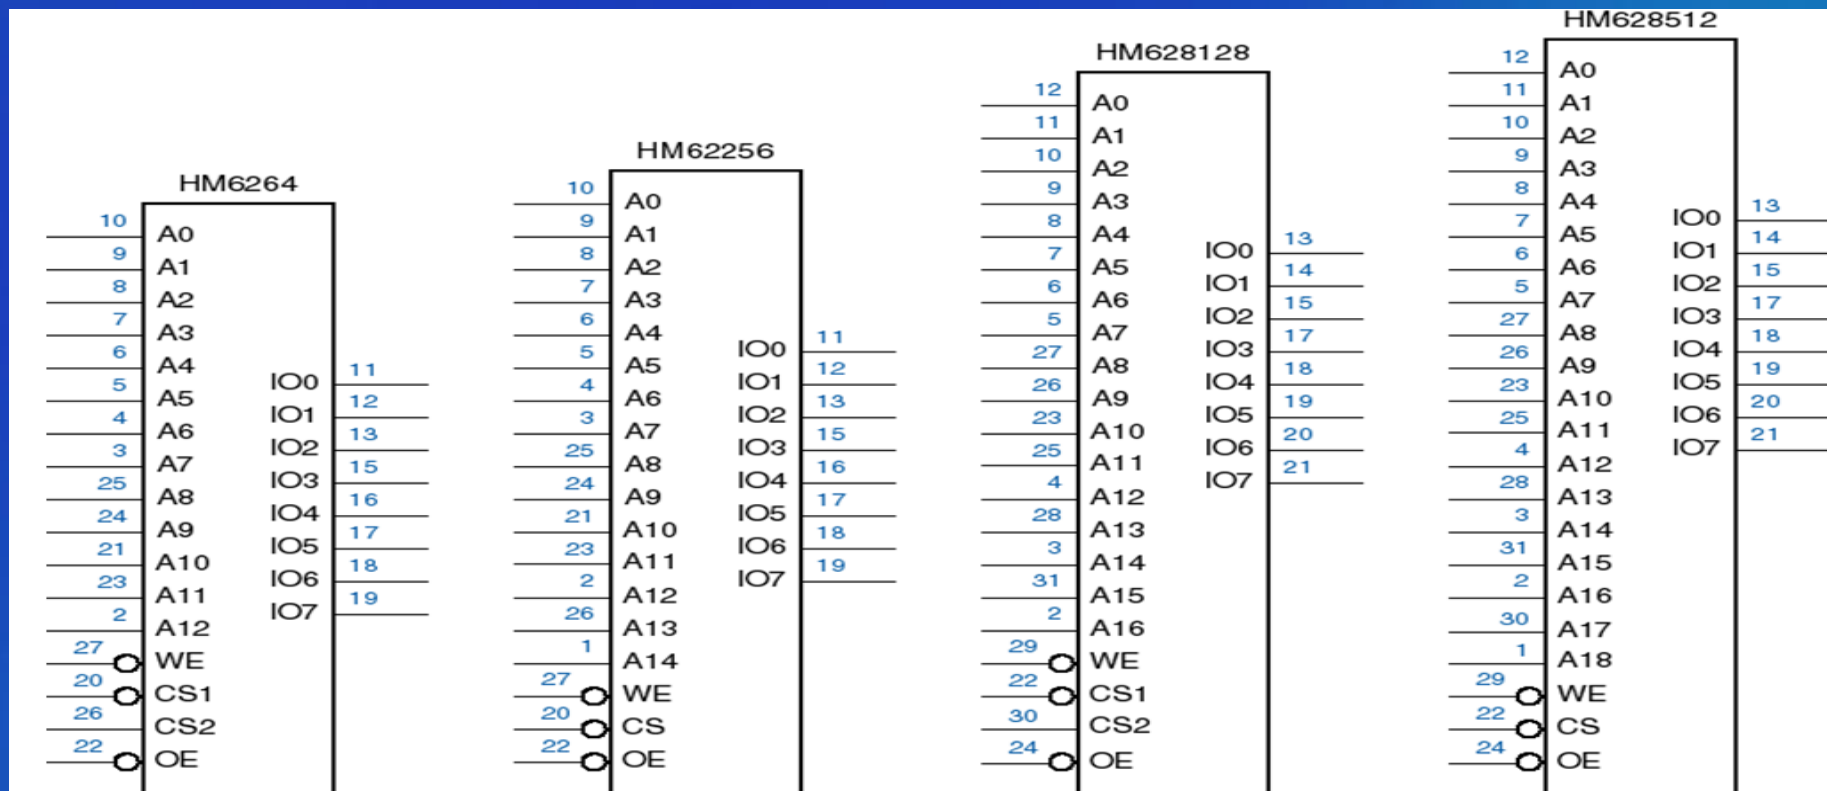 HM6264
10 A0
9 A1
8 A2
7 A3
6 A4
5 A5
4 A6
3 A7
25 A8
24 A9
21 A10
23 A11
2 A12
27 WE
20 CS1
26 CS2
22 OE
IO0 11
IO1 12
IO2 13
IO3 15
IO4 16
IO5 17
IO6 18
IO7 19
HM62256
10 A0
9 A1
8 A2
7 A3
6 A4
5 A5
4 A6
3 A7
25 A8
24 A9
21 A10
23 A11
2 A12
26 A13
1 A14
27 WE
20 CS
22 OE
IO0 11
IO1 12
IO2 13
IO3 15
IO4 16
IO5 17
IO6 18
IO7 19
HM628128
12 A0
11 A1
10 A2
9 A3
8 A4
7 A5
6 A6
5 A7
27 A8
26 A9
23 A10
25 A11
4 A12
28 A13
3 A14
31 A15
2 A16
29 WE
22 CS1
30 CS2
24 OE
IO0 13
IO1 14
IO2 15
IO3 17
IO4 18
IO5 19
IO6 20
IO7 21
HM628512
12 A0
11 A1
10 A2
9 A3
8 A4
7 A5
6 A6
5 A7
27 A8
26 A9
23 A10
25 A11
4 A12
28 A13
3 A14
31 A15
2 A16
30 A17
1 A18
29 WE
22 CS
24 OE
IO0 13
IO1 14
IO2 15
IO3 17
IO4 18
IO5 19
IO6 20
IO7 21